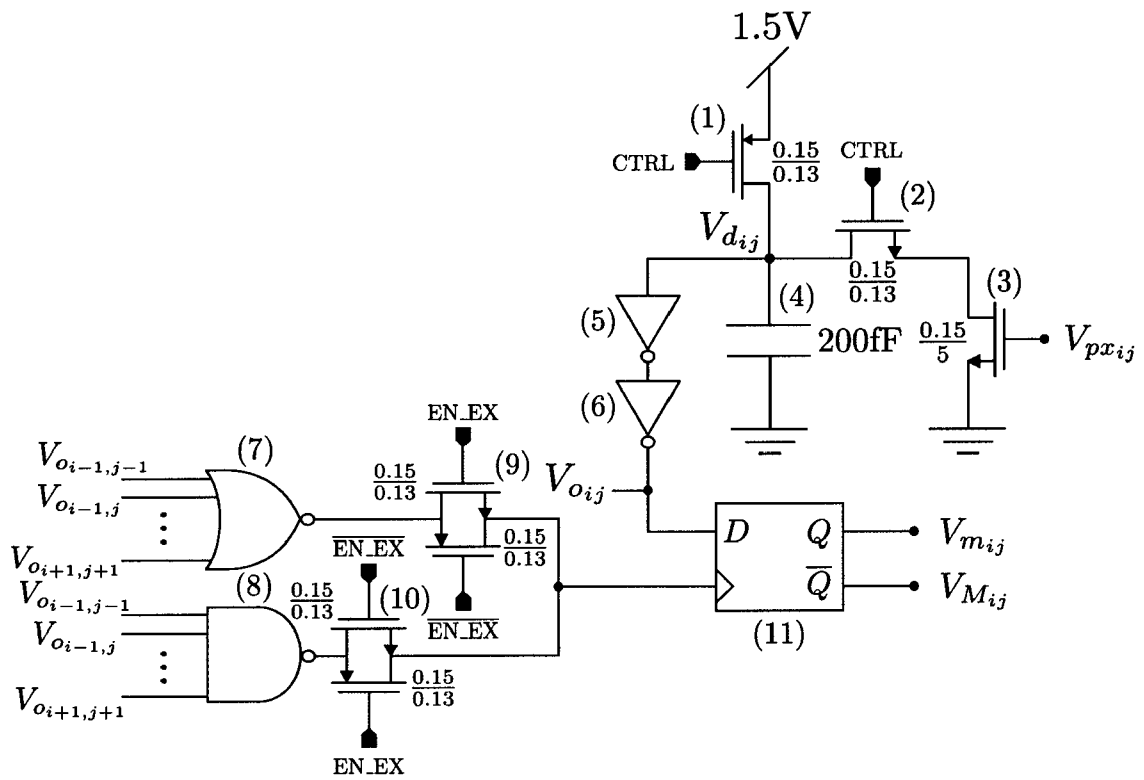 1.5V
(1)
CTRL
0.15
0.13
CTRL
(2)
V_{d_{ij}}
0.15
0.13
(3)
(4)
(5)
200fF
0.15
5
V_{px_{ij}}
(6)
EN_EX
(7)
V_{o_{i-1,j-1}}
0.15
0.13
(9)
V_{o_{ij}}
V_{o_{i-1,j}}
D
Q
V_{m_{ij}}
\overline{EN_EX}
0.15
0.13
V_{o_{i+1,j+1}}
(8)
\overline{Q}
V_{M_{ij}}
V_{o_{i-1,j-1}}
0.15
0.13
(10)
\overline{EN_EX}
V_{o_{i-1,j}}
(11)
0.15
0.13
V_{o_{i+1,j+1}}
EN_EX